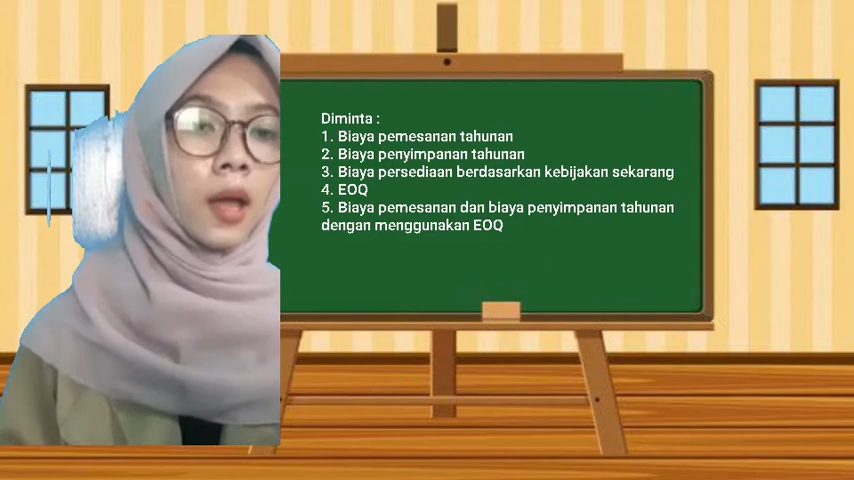 Diminta :
1. Biaya pemesanan tahunan
2. Biaya penyimpanan tahunan
3. Biaya persediaan berdasarkan kebijakan sekarang
4. EOQ
5. Biaya pemesanan dan biaya penyimpanan tahunan
dengan menggunakan EOQ